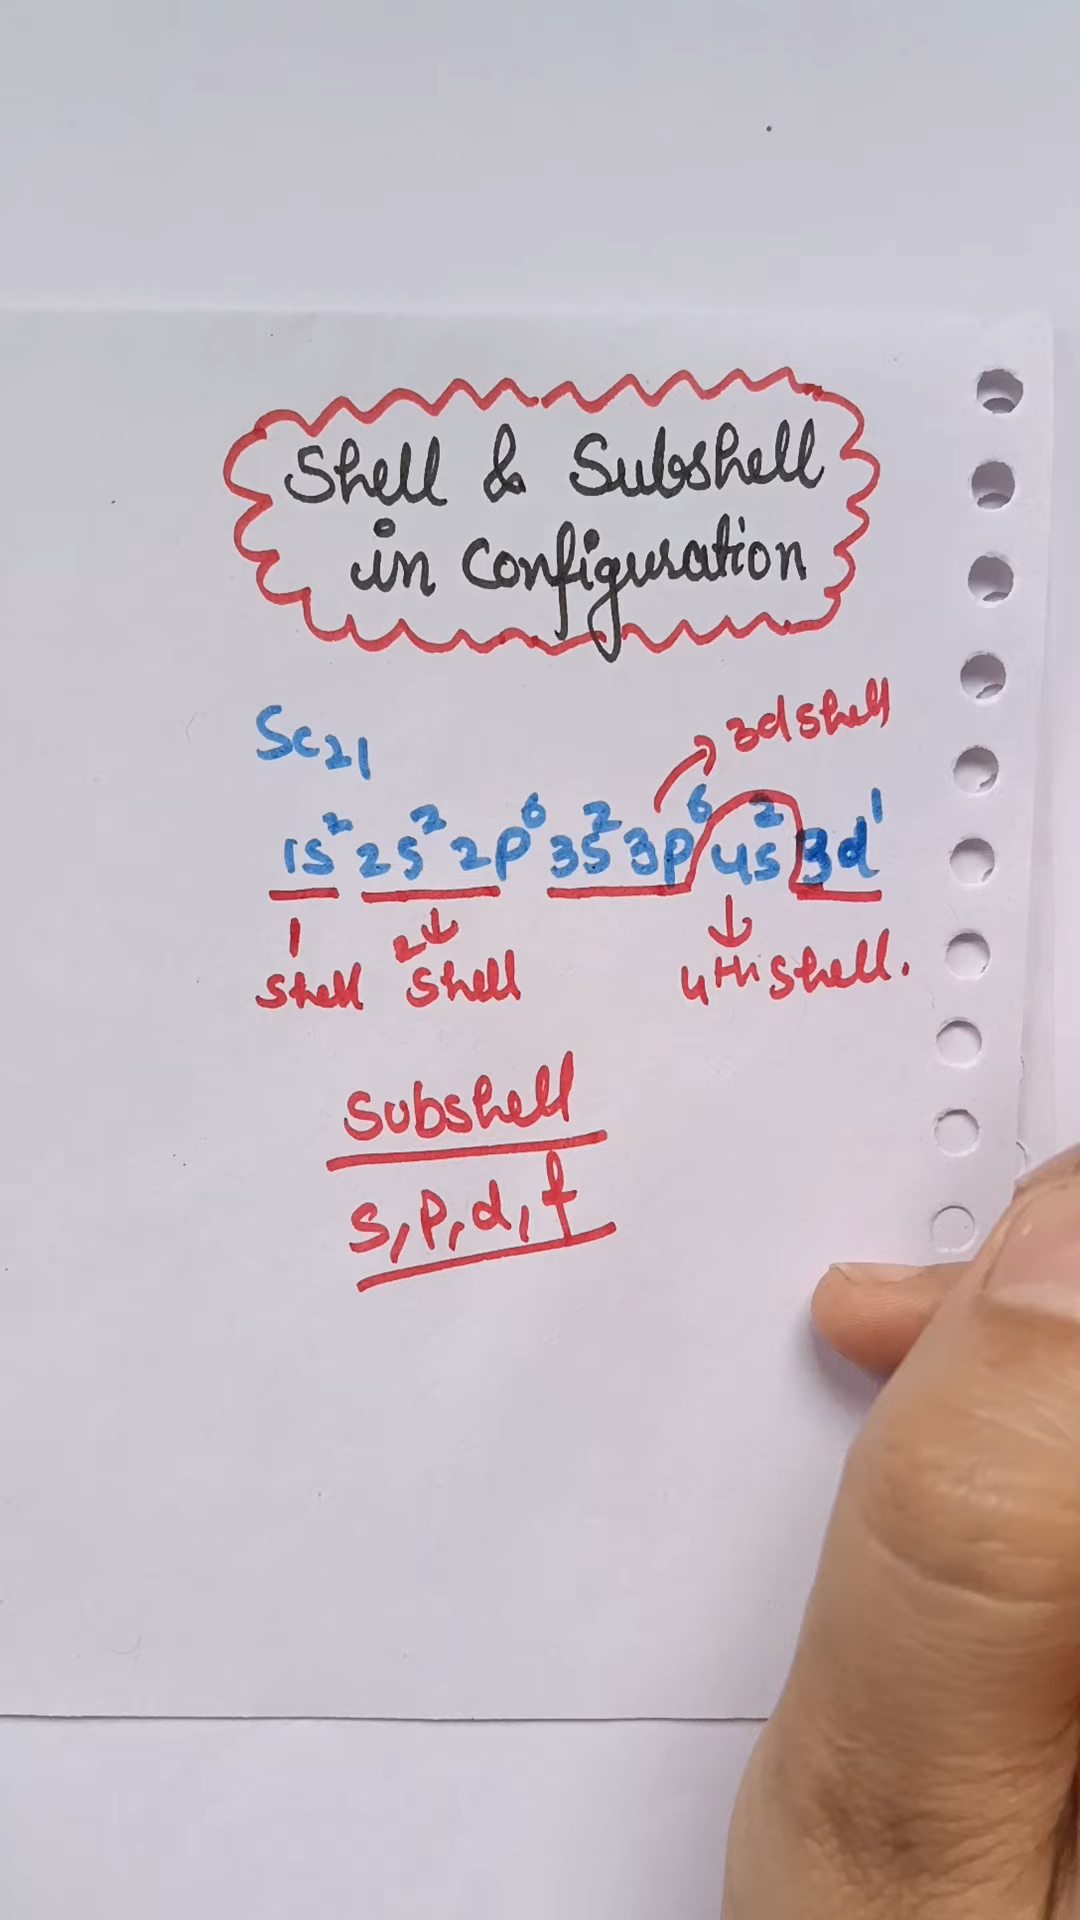 Shell & Subshell
in Configuration
Sc21
3d shell
1s² 2s² 2p⁶ 3s² 3p⁶ 4s² 3d¹
1 shell
2 shell
4th shell.
Subshell
s, p, d, f